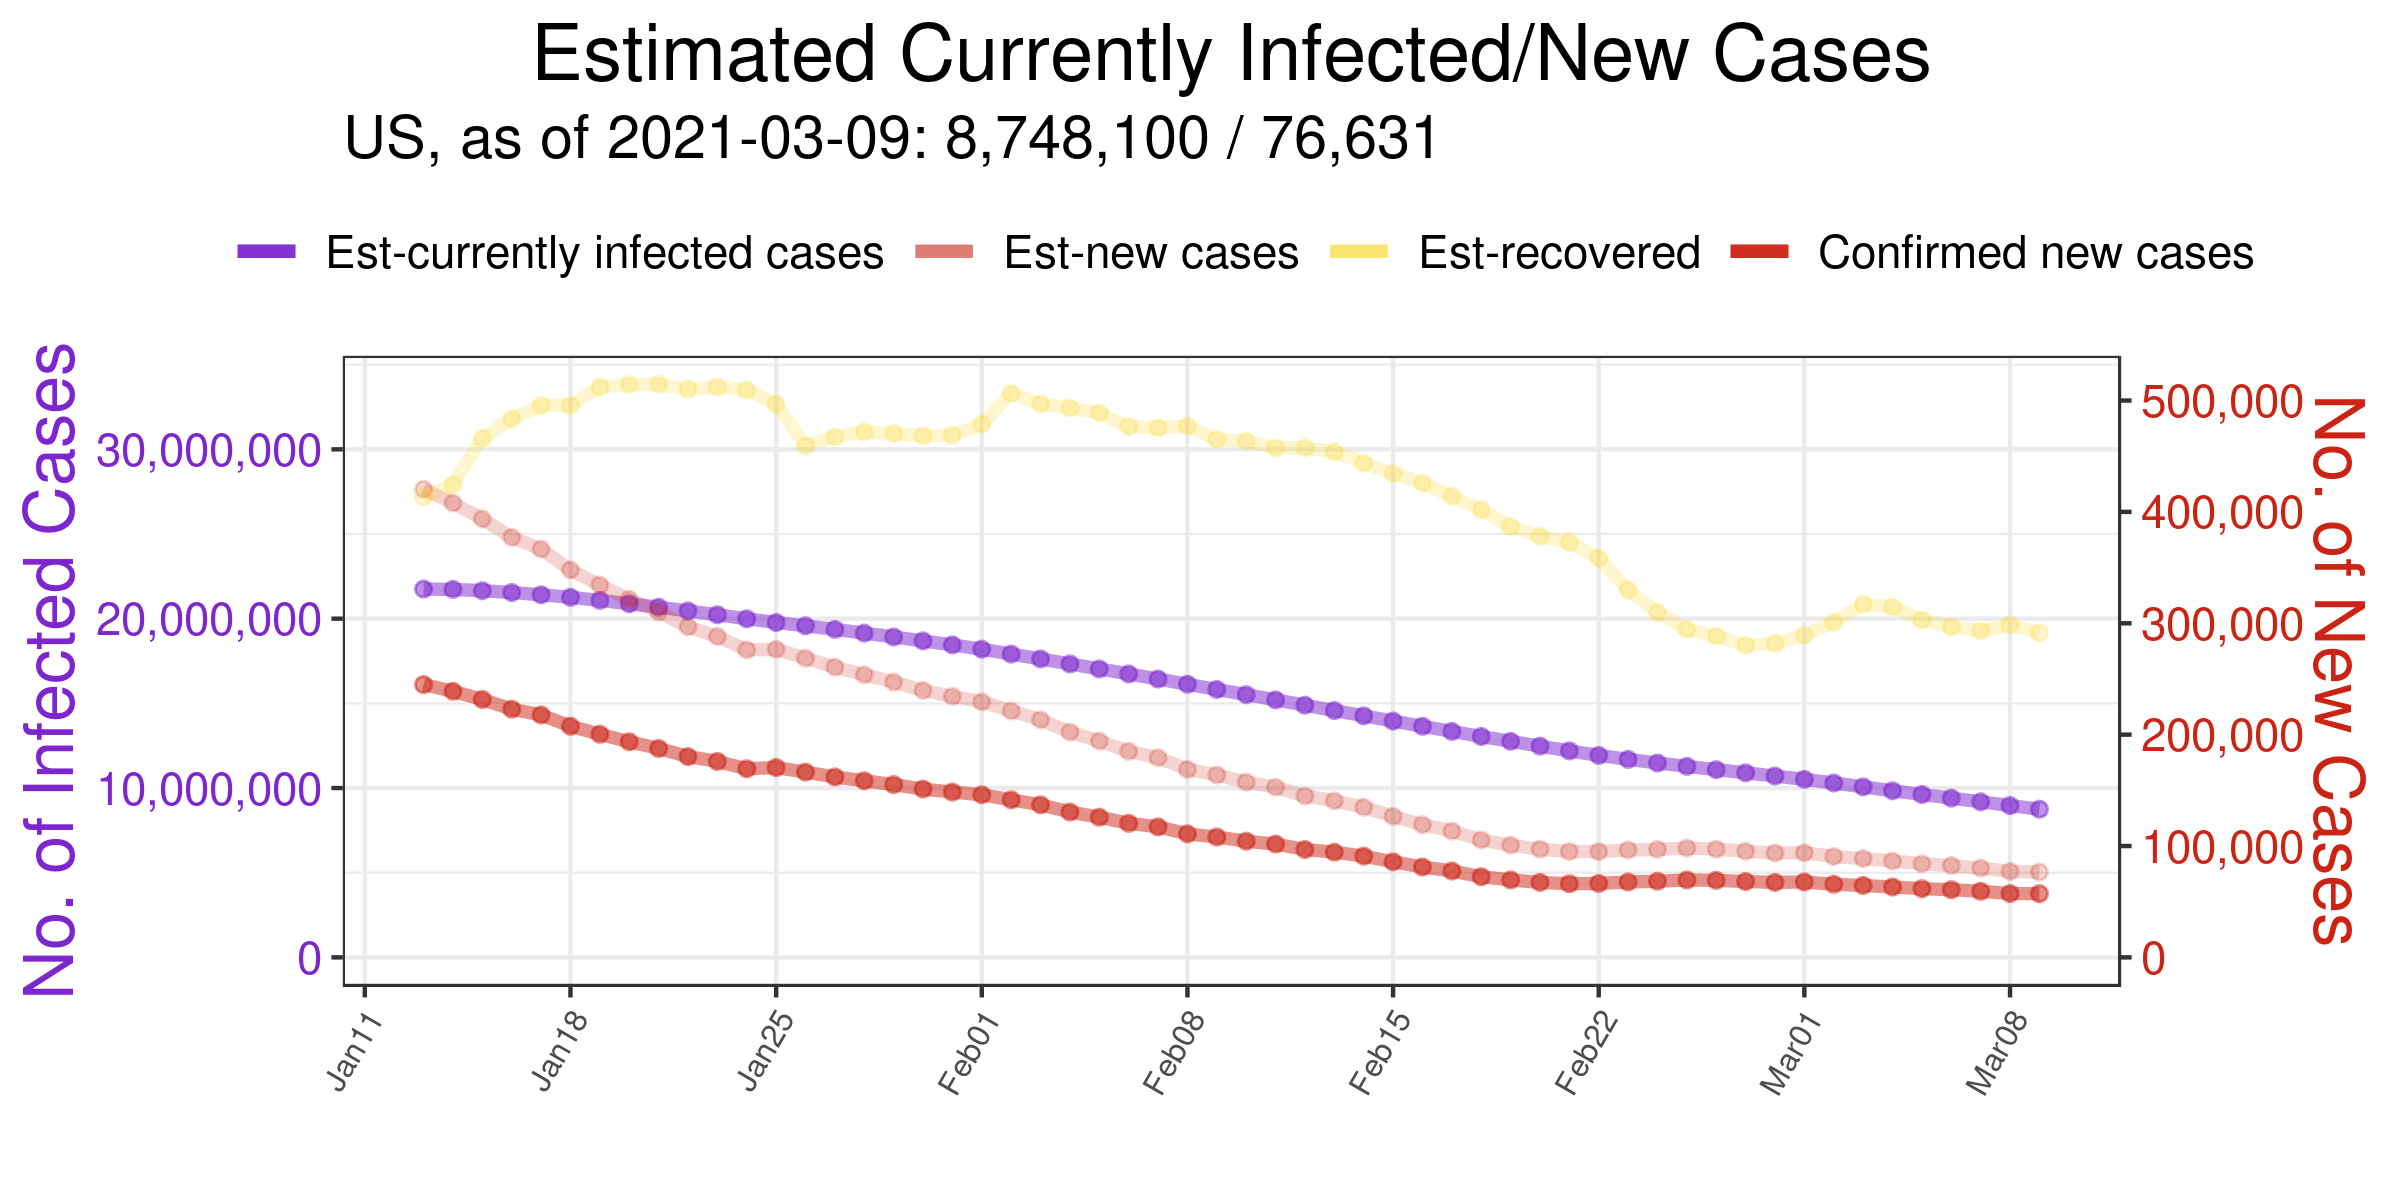 Estimated Currently Infected/New Cases
US, as of 2021-03-09: 8,748,100 / 76,631
Est-currently infected cases Est-new cases Est-recovered Confirmed new cases
No. of Infected Cases
30,000,000
20,000,000
10,000,000
0
500,000
400,000
300,000
200,000
100,000
0
No. of New Cases
Jan11 Jan18 Jan25 Feb01 Feb08 Feb15 Feb22 Mar01 Mar08